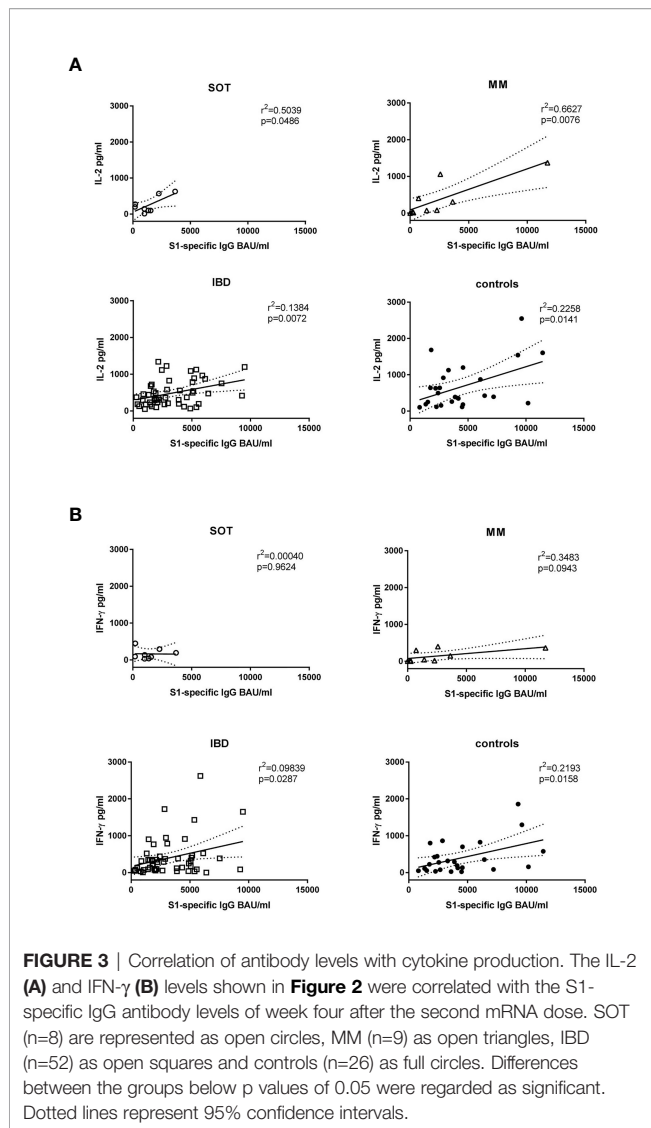 A
SOT
r²=0.5039
p=0.0486
IL-2 pg/ml
3000
2000
1000
0
0 5000 10000 15000
S1-specific IgG BAU/ml
MM
r²=0.6627
p=0.0076
IL-2 pg/ml
3000
2000
1000
0
0 5000 10000 15000
S1-specific IgG BAU/ml
IBD
r²=0.1384
p=0.0072
IL-2 pg/ml
3000
2000
1000
0
0 5000 10000 15000
S1-specific IgG BAU/ml
controls
r²=0.2258
p=0.0141
IL-2 pg/ml
3000
2000
1000
0
0 5000 10000 15000
S1-specific IgG BAU/ml
B
SOT
r²=0.00040
p=0.9624
IFN-γ pg/ml
3000
2000
1000
0
0 5000 10000 15000
S1-specific IgG BAU/ml
MM
r²=0.3483
p=0.0943
IFN-γ pg/ml
3000
2000
1000
0
0 5000 10000 15000
S1-specific IgG BAU/ml
IBD
r²=0.09839
p=0.0287
IFN-γ pg/ml
3000
2000
1000
0
0 5000 10000 15000
S1-specific IgG BAU/ml
controls
r²=0.2193
p=0.0158
IFN-γ pg/ml
3000
2000
1000
0
0 5000 10000 15000
S1-specific IgG BAU/ml
FIGURE 3 | Correlation of antibody levels with cytokine production. The IL-2
(A) and IFN-γ (B) levels shown in Figure 2 were correlated with the S1-
specific IgG antibody levels of week four after the second mRNA dose. SOT
(n=8) are represented as open circles, MM (n=9) as open triangles, IBD
(n=52) as open squares and controls (n=26) as full circles. Differences
between the groups below p values of 0.05 were regarded as significant.
Dotted lines represent 95% confidence intervals.